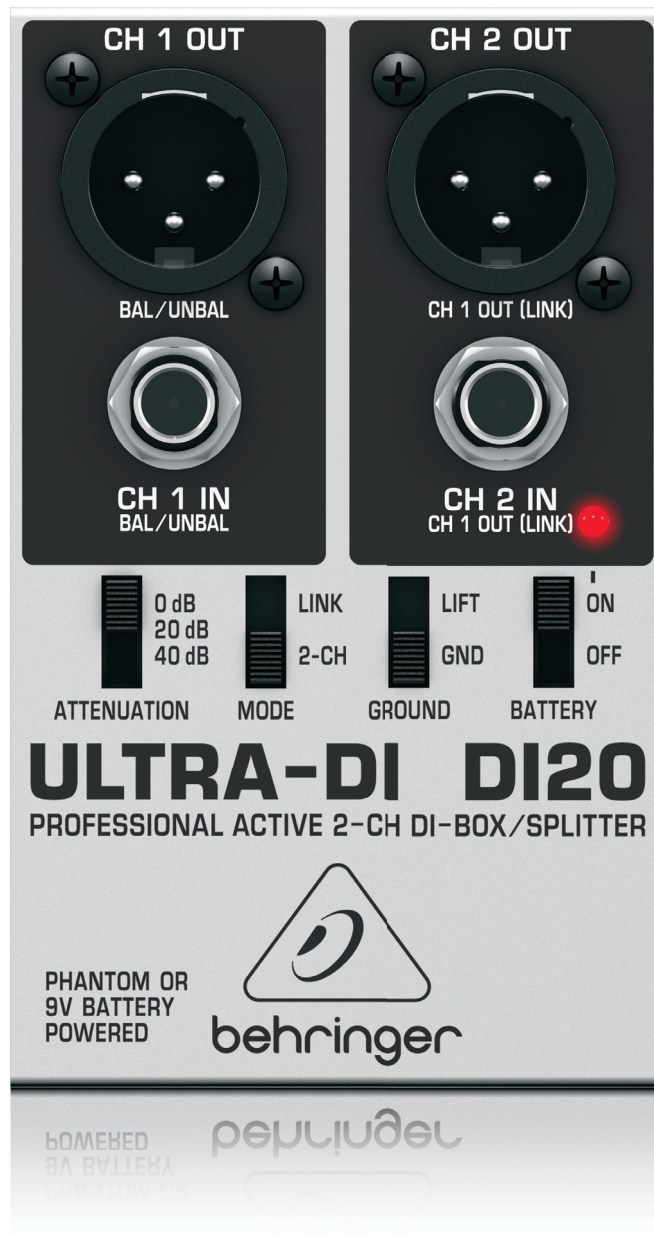 CH 1 OUT
BAL/UNBAL
CH 1 IN
BAL/UNBAL
CH 2 OUT
CH 1 OUT (LINK)
CH 2 IN
CH 1 OUT (LINK)
0 dB
20 dB
40 dB
ATTENUATION
LINK
2-CH
MODE
LIFT
GND
GROUND
ON
OFF
BATTERY
ULTRA-DI DI20
PROFESSIONAL ACTIVE 2-CH DI-BOX/SPLITTER
PHANTOM OR
9V BATTERY
POWERED
behringer